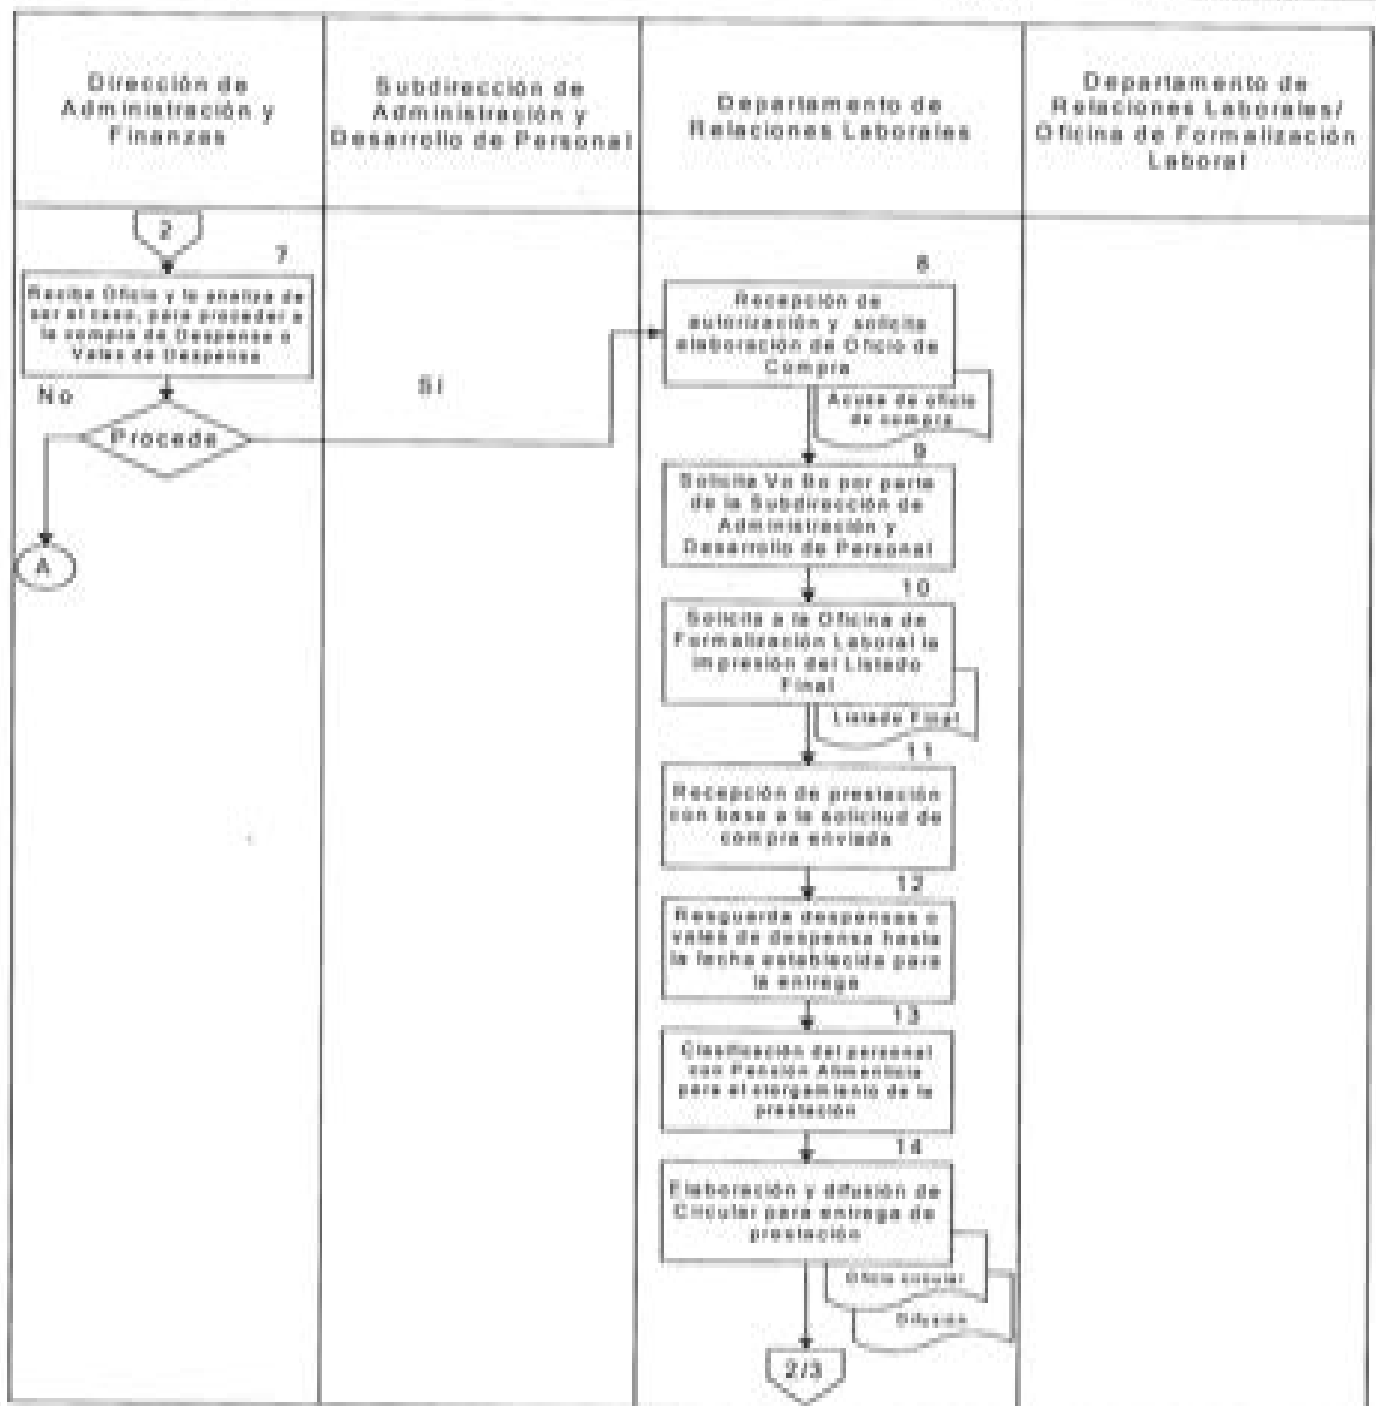 Dirección de
Administración y
Finanzas
Subdirección de
Administración y
Desarrollo de Personal
Departamento de
Relaciones Laborales
Departamento de
Relaciones Laborales/
Oficina de Formalización
Laboral
2
7
Recibe Oficio y lo analiza de
ser el caso, para proceder a
la compra de Despensa o
Vales de Despensa
No
Procede
Si
A
8
Recepción de
autorización y solicita
elaboración de Oficio de
Compra
Acuse de oficio
de compra
9
Solicita Vo Bo por parte
de la Subdirección de
Administración y
Desarrollo de Personal
10
Solicita a la Oficina de
Formalización Laboral la
impresión del Listado
Final
Listado Final
11
Recepción de prestación
con base a la solicitud de
compra enviada
12
Resguarda despensas o
vales de despensa hasta
la fecha establecida para
la entrega
13
Clasificación del personal
con Pensión Alimenticia
para el otorgamiento de la
prestación
14
Elaboración y difusión de
Circular para entrega de
prestación
Oficio circular
Difusión
2/3